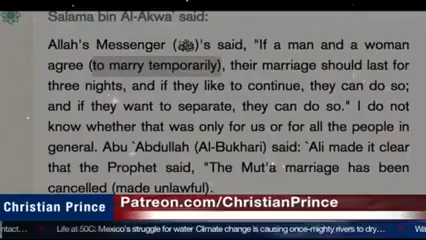 Salama bin Al-Akwa` said:
Allah's Messenger (ﷺ)'s said, "If a man and a woman
agree (to marry temporarily), their marriage should last for
three nights, and if they like to continue, they can do so;
and if they want to separate, they can do so." I do not
know whether that was only for us or for all the people in
general. Abu `Abdullah (Al-Bukhari) said: `Ali made it clear
that the Prophet said, "The Mut'a marriage has been
cancelled (made unlawful).
Christian Prince
Patreon.com/ChristianPrince
ntact...
Life at 50C: Mexico's struggle for water Climate change is causing once-mighty rivers to dry...